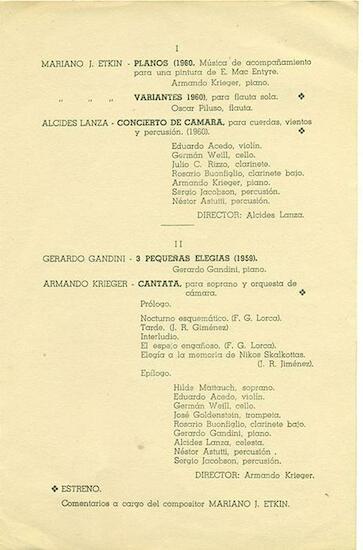 I
MARIANO J. ETKIN - PLANOS (1960. Música de acompañamiento
para una pintura de E. Mac Entyre.
Armando Krieger, piano.
„ „ „ VARIANTES 1960), para flauta sola. ❖
Oscar Piluso, flauta.
ALCIDES LANZA - CONCIERTO DE CAMARA, para cuerdas, vientos
y percusión. (1960). ❖
Eduardo Acedo, violín.
Germán Weill, cello.
Julio C. Rizzo, clarinete.
Rosario Buonfiglio, clarinete bajo.
Armando Krieger, piano.
Sergio Jacobson, percusión.
Néstor Astutti, percusión.
DIRECTOR: Alcides Lanza.
II
GERARDO GANDINI - 3 PEQUEÑAS ELEGIAS (1959).
Gerardo Gandini, piano.
ARMANDO KRIEGER - CANTATA, para soprano y orquesta de
cámara. ❖
Prólogo.
Nocturno esquemático. (F. G. Lorca).
Tarde. (J. R. Giménez).
Interludio.
El espejo engañoso. (F. G. Lorca).
Elegía a la memoria de Nikos Skalkottas.
(J. R. Jiménez).
Epílogo.
Hilde Mattauch, soprano.
Eduardo Acedo, violín.
Germán Weill, cello.
José Goldenstein, trompeta.
Rosario Buonfiglio, clarinete bajo.
Gerardo Gandini, piano.
Alcides Lanza, celesta.
Néstor Astutti, percusión .
Sergio Jacobson, percusión.
DIRECTOR: Armando Krieger.
❖ ESTRENO.
Comentarios a cargo del compositor MARIANO J. ETKIN.